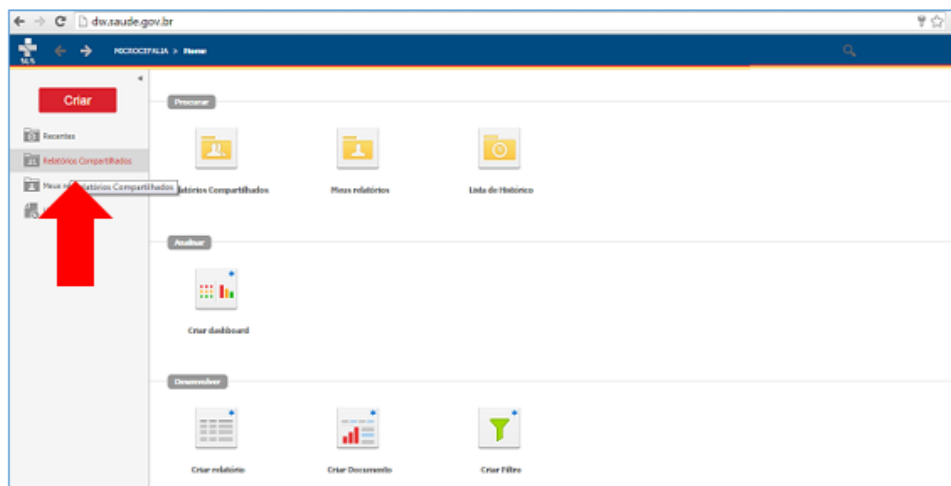 dw.saude.gov.br
SUS
MICROCEFALIA > Home
Criar
Recentes
Relatórios Compartilhados
Meus
Relatórios Compartilhados
Procurar
Relatórios Compartilhados
Meus relatórios
Lista de Histórico
Analisar
Criar dashboard
Desenvolver
Criar relatório
Criar Documento
Criar Filtro